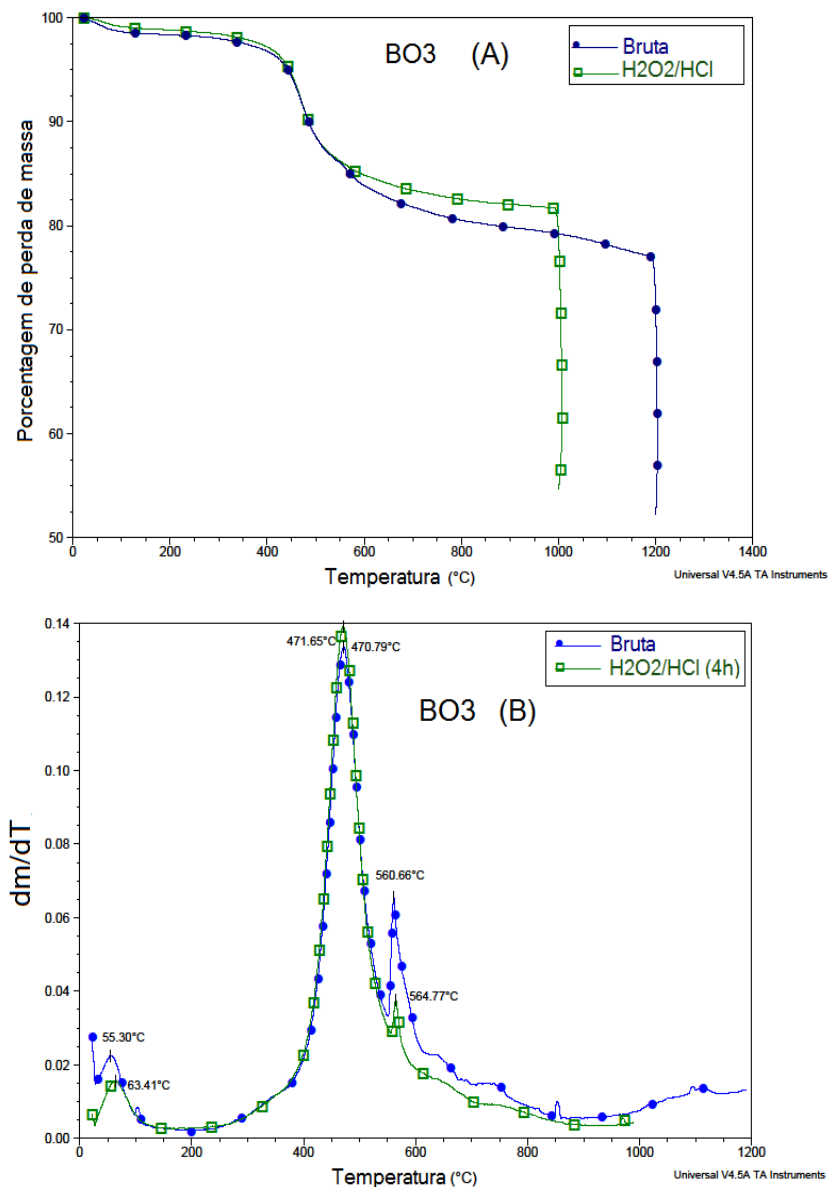 BO3 (A)
Bruta
H2O2/HCl
Porcentagem de perda de massa
100
90
80
70
60
50
0
200
400
600
800
1000
1200
1400
Temperatura (°C)
Universal V4.5A TA Instruments
BO3 (B)
Bruta
H2O2/HCl (4h)
dm/dT
0.14
0.12
0.10
0.08
0.06
0.04
0.02
0.00
471.65°C
470.79°C
560.66°C
564.77°C
55.30°C
63.41°C
0
200
400
600
800
1000
1200
Temperatura (°C)
Universal V4.5A TA Instruments